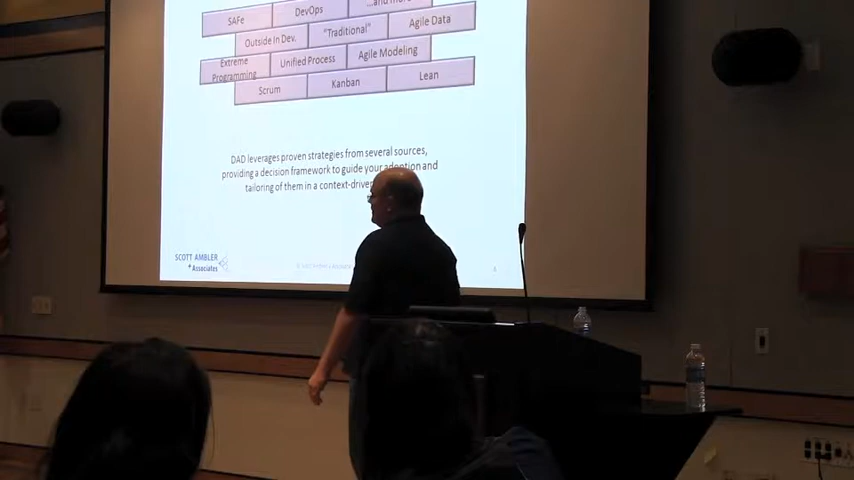 SAFe DevOps ...and more
Outside In Dev. "Traditional" Agile Data
Extreme Programming Unified Process Agile Modeling
Scrum Kanban Lean
DAD leverages proven strategies from several sources,
providing a decision framework to guide your adoption and
tailoring of them in a context-driven
SCOTT AMBLER
+ Associates